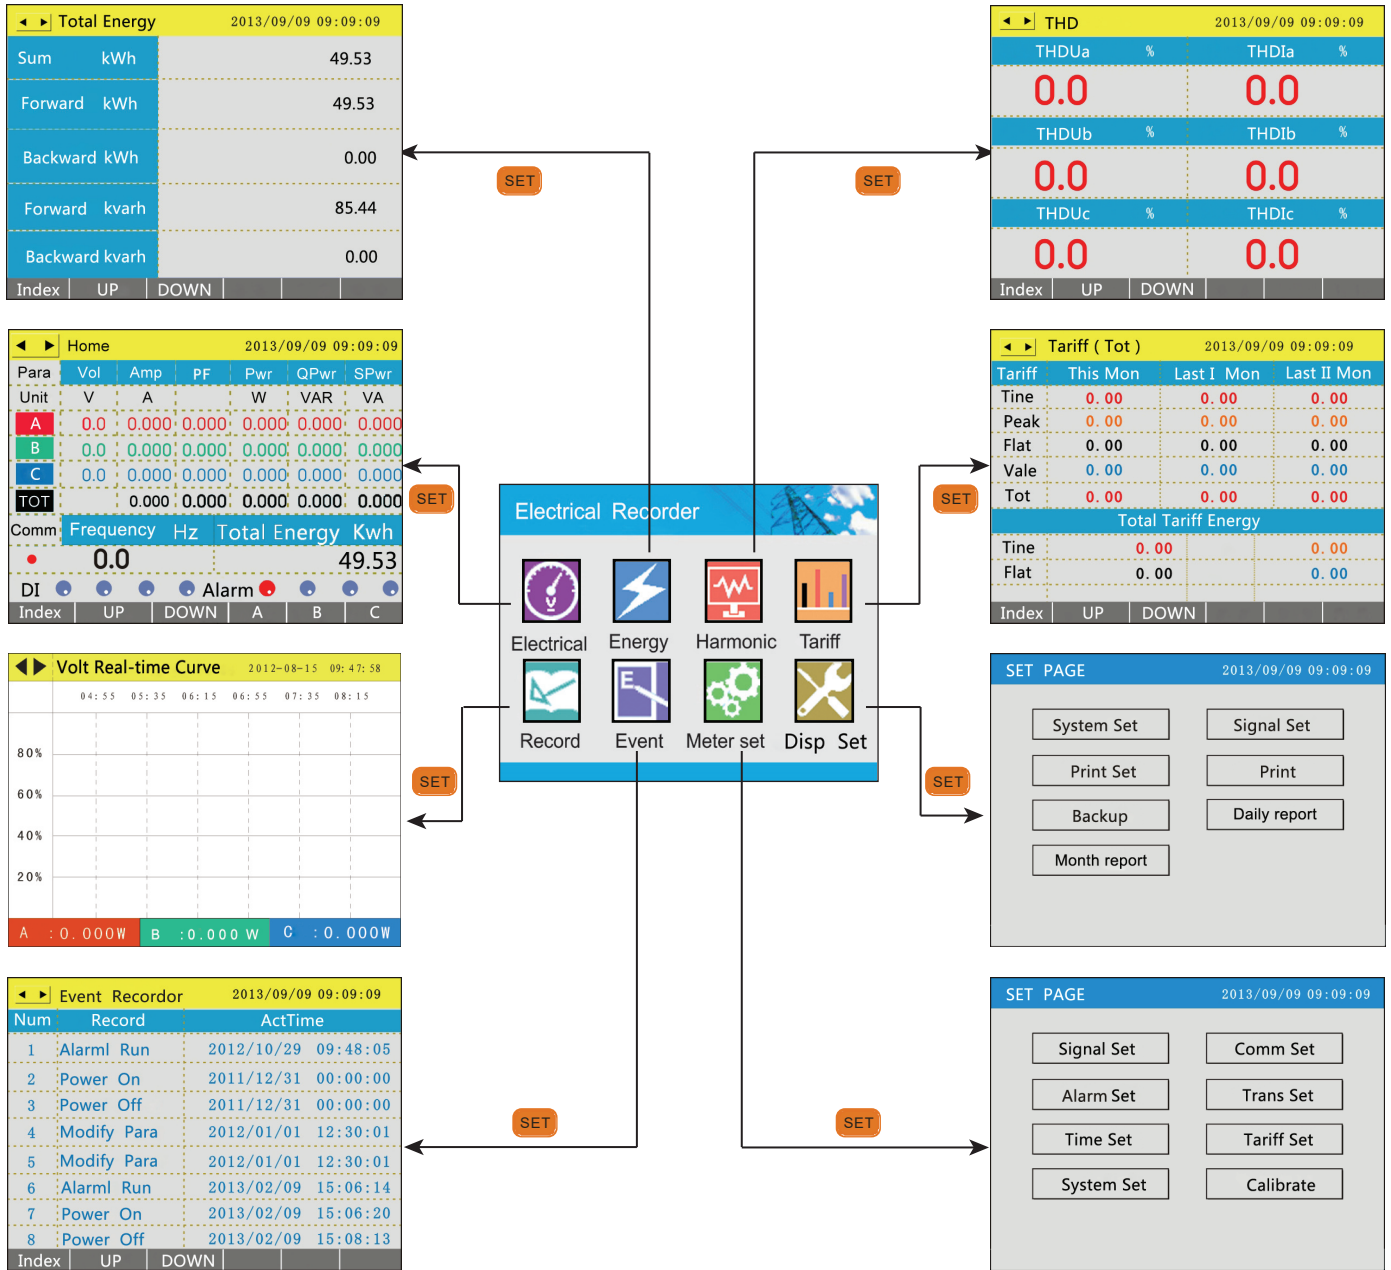 Total Energy 2013/09/09 09:09:09
Sum kWh 49.53
Forward kWh 49.53
Backward kWh 0.00
Forward kvarh 85.44
Backward kvarh 0.00
Index UP DOWN
SET
SET
THD 2013/09/09 09:09:09
THDUa % THDIa %
0.0 0.0
THDUb % THDIb %
0.0 0.0
THDUc % THDIc %
0.0 0.0
Index UP DOWN
Home 2013/09/09 09:09:09
Para Vol Amp PF Pwr QPwr SPwr
Unit V A W VAR VA
A 0.0 0.000 0.000 0.000 0.000 0.000
B 0.0 0.000 0.000 0.000 0.000 0.000
C 0.0 0.000 0.000 0.000 0.000 0.000
TOT 0.000 0.000 0.000 0.000 0.000
Comm Frequency Hz Total Energy Kwh
0.0 49.53
DI Alarm
Index UP DOWN A B C
SET
SET
Tariff ( Tot ) 2013/09/09 09:09:09
Tariff This Mon Last I Mon Last II Mon
Tine 0.00 0.00 0.00
Peak 0.00 0.00 0.00
Flat 0.00 0.00 0.00
Vale 0.00 0.00 0.00
Tot 0.00 0.00 0.00
Total Tariff Energy
Tine 0.00 0.00
Flat 0.00 0.00
Index UP DOWN
Electrical Recorder
V
Electrical Energy Harmonic Tariff
E
Record Event Meter set Disp Set
Volt Real-time Curve 2012-08-15 09:47:58
04:55 05:35 06:15 06:55 07:35 08:15
80%
60%
40%
20%
A :0.000W B :0.000 W C :0.000W
SET
SET
SET PAGE 2013/09/09 09:09:09
System Set Signal Set
Print Set Print
Backup Daily report
Month report
Event Recordor 2013/09/09 09:09:09
Num Record ActTime
1 Alarml Run 2012/10/29 09:48:05
2 Power On 2011/12/31 00:00:00
3 Power Off 2011/12/31 00:00:00
4 Modify Para 2012/01/01 12:30:01
5 Modify Para 2012/01/01 12:30:01
6 Alarml Run 2013/02/09 15:06:14
7 Power On 2013/02/09 15:06:20
8 Power Off 2013/02/09 15:08:13
Index UP DOWN
SET
SET
SET PAGE 2013/09/09 09:09:09
Signal Set Comm Set
Alarm Set Trans Set
Time Set Tariff Set
System Set Calibrate